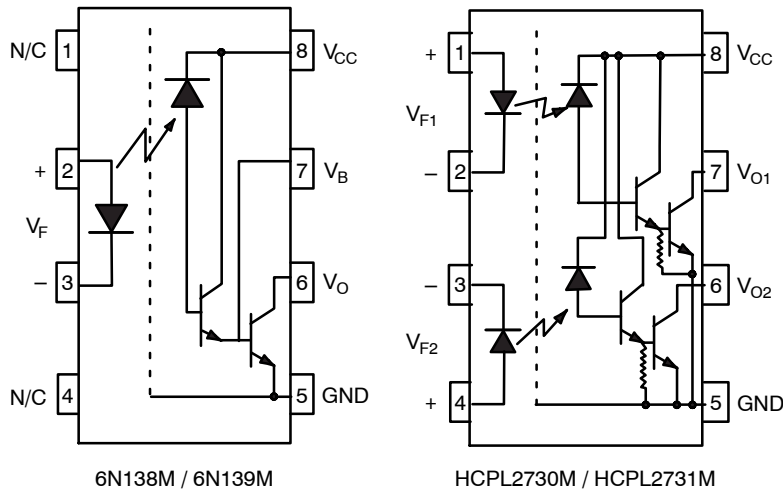 N/C 1
8 V_CC
+ 2
7 V_B
V_F
– 3
6 V_O
N/C 4
5 GND
6N138M / 6N139M
+ 1
8 V_CC
V_F1
– 2
7 V_O1
– 3
6 V_O2
V_F2
+ 4
5 GND
HCPL2730M / HCPL2731M